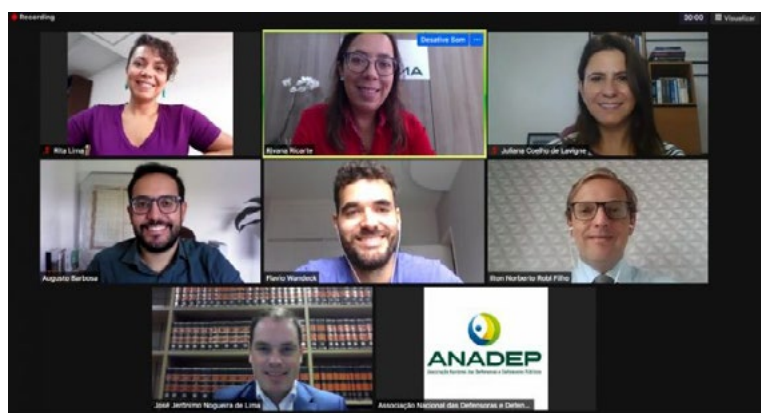 Recording
30:00
Visualizar
Desative Som
Rita Lima
Rivana Ricarte
Juliana Coelho de Lavigne
Augusto Barbosa
Flavio Wandeck
Ilton Norberto Robl Filho
José Jerônimo Nogueira de Lima
ANADEP
Associação Nacional das Defensoras e Defensores Públicos
Associação Nacional das Defensoras e Defen...